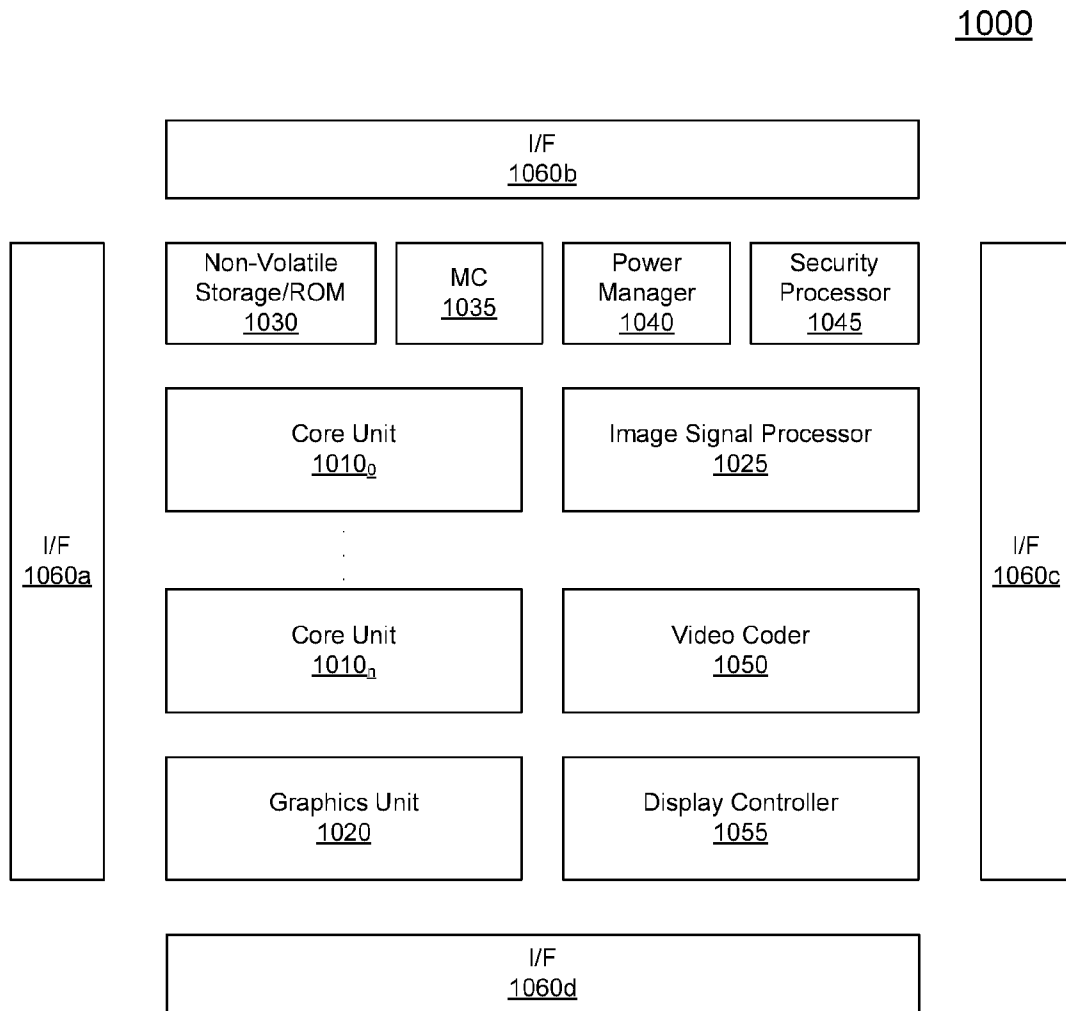 1000
I/F
1060b
Non-Volatile
Storage/ROM
1030
MC
1035
Power
Manager
1040
Security
Processor
1045
Core Unit
1010₀
Image Signal Processor
1025
I/F
1060a
I/F
1060c
Core Unit
1010ₙ
Video Coder
1050
Graphics Unit
1020
Display Controller
1055
I/F
1060d